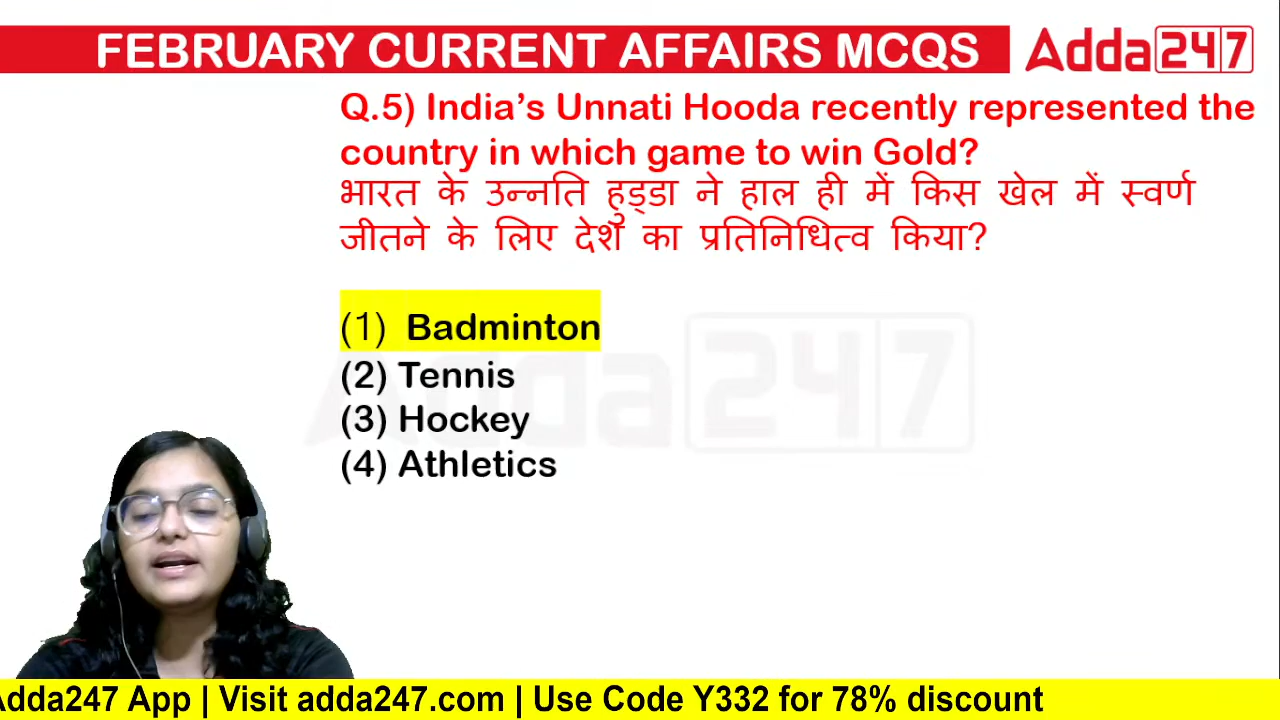 FEBRUARY CURRENT AFFAIRS MCQS
Adda247
Q.5) India’s Unnati Hooda recently represented the
country in which game to win Gold?
भारत के उन्नति हुड्डा ने हाल ही में किस खेल में स्वर्ण
जीतने के लिए देश का प्रतिनिधित्व किया?
(1) Badminton
(2) Tennis
(3) Hockey
(4) Athletics
Adda247
Adda247 App | Visit adda247.com | Use Code Y332 for 78% discount